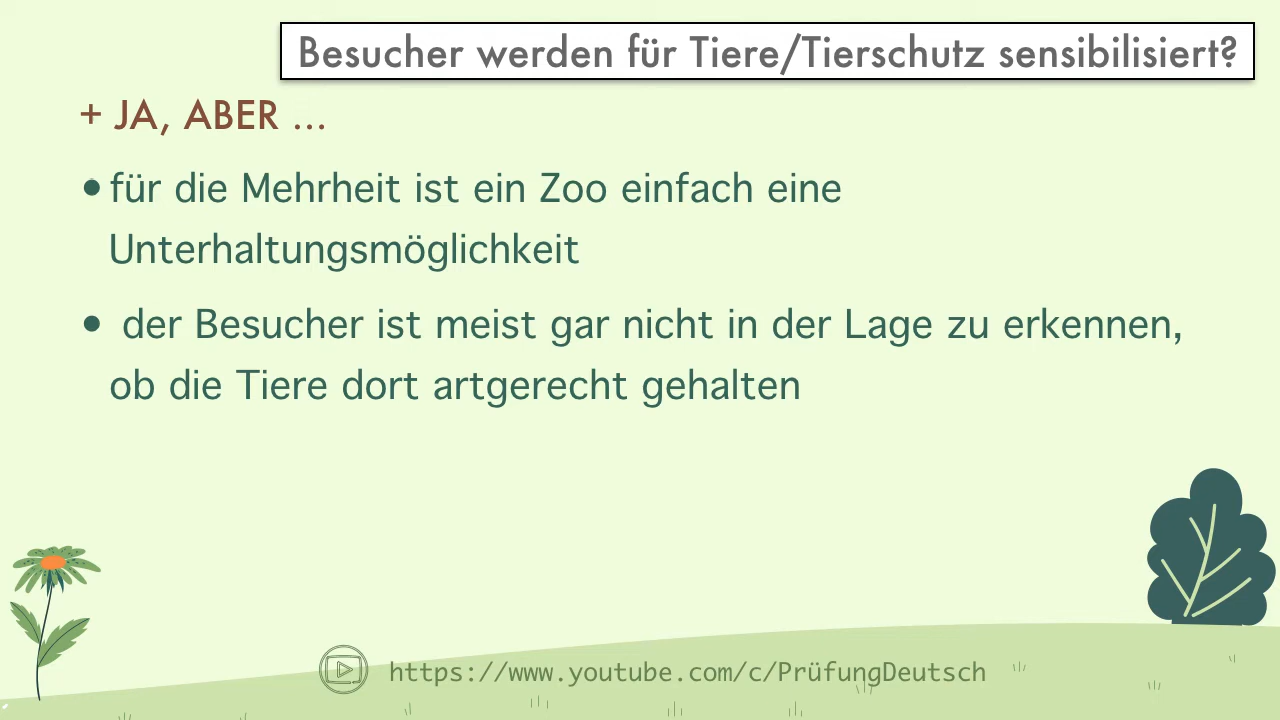 Besucher werden für Tiere/Tierschutz sensibilisiert?
+ JA, ABER ...
• für die Mehrheit ist ein Zoo einfach eine
Unterhaltungsmöglichkeit
• der Besucher ist meist gar nicht in der Lage zu erkennen,
ob die Tiere dort artgerecht gehalten
https://www.youtube.com/c/PrüfungDeutsch